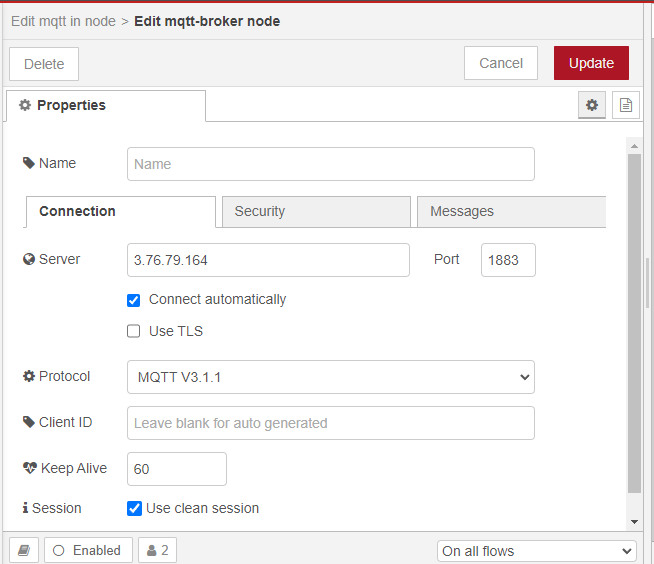 Edit mqtt in node > Edit mqtt-broker node
Delete Cancel Update
Properties
Name Name
Connection Security Messages
Server 3.76.79.164 Port 1883
Connect automatically
Use TLS
Protocol MQTT V3.1.1
Client ID Leave blank for auto generated
Keep Alive 60
Session Use clean session
Enabled 2 On all flows